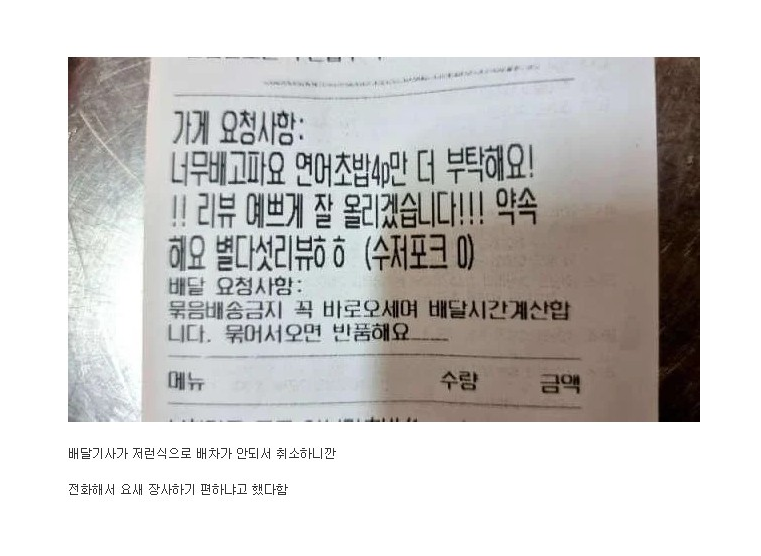 가게 요청사항:
너무배고파요 연어초밥4p만 더 부탁해요!
!! 리뷰 예쁘게 잘 올리겠습니다!!! 약속
해요 별다섯리뷰ㅎㅎ (수저포크 O)
배달 요청사항:
묶음배송금지 꼭 바로오세며 배달시간계산합
니다. 묶어서오면 반품해요____
메뉴 수량 금액
배달기사가 저런식으로 배차가 안되서 취소하니깐
전화해서 요새 장사하기 편하냐고 했다함